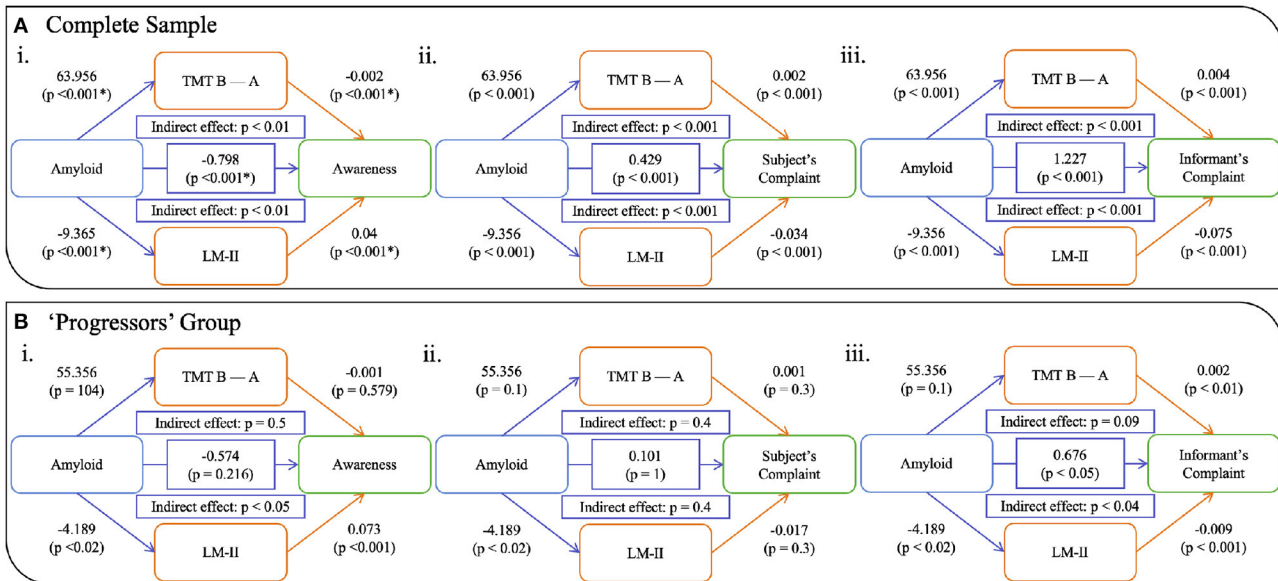 A Complete Sample
i.
63.956
(p <0.001*)
TMT B — A
-0.002
(p <0.001*)
Indirect effect: p < 0.01
Amyloid
-0.798
(p <0.001*)
Awareness
Indirect effect: p < 0.01
-9.365
(p <0.001*)
LM-II
0.04
(p <0.001*)
ii.
63.956
(p < 0.001)
TMT B — A
0.002
(p < 0.001)
Indirect effect: p < 0.001
Amyloid
0.429
(p < 0.001)
Subject's
Complaint
Indirect effect: p < 0.001
-9.356
(p < 0.001)
LM-II
-0.034
(p < 0.001)
iii.
63.956
(p < 0.001)
TMT B — A
0.004
(p < 0.001)
Indirect effect: p < 0.001
Amyloid
1.227
(p < 0.001)
Informant's
Complaint
Indirect effect: p < 0.001
-9.356
(p < 0.001)
LM-II
-0.075
(p < 0.001)
B 'Progressors' Group
i.
55.356
(p = 104)
TMT B — A
-0.001
(p = 0.579)
Indirect effect: p = 0.5
Amyloid
-0.574
(p = 0.216)
Awareness
Indirect effect: p < 0.05
-4.189
(p <0.02)
LM-II
0.073
(p <0.001)
ii.
55.356
(p = 0.1)
TMT B — A
0.001
(p = 0.3)
Indirect effect: p = 0.4
Amyloid
0.101
(p = 1)
Subject's
Complaint
Indirect effect: p = 0.4
-4.189
(p < 0.02)
LM-II
-0.017
(p = 0.3)
iii.
55.356
(p = 0.1)
TMT B — A
0.002
(p < 0.01)
Indirect effect: p = 0.09
Amyloid
0.676
(p < 0.05)
Informant's
Complaint
Indirect effect: p < 0.04
-4.189
(p < 0.02)
LM-II
-0.009
(p < 0.001)